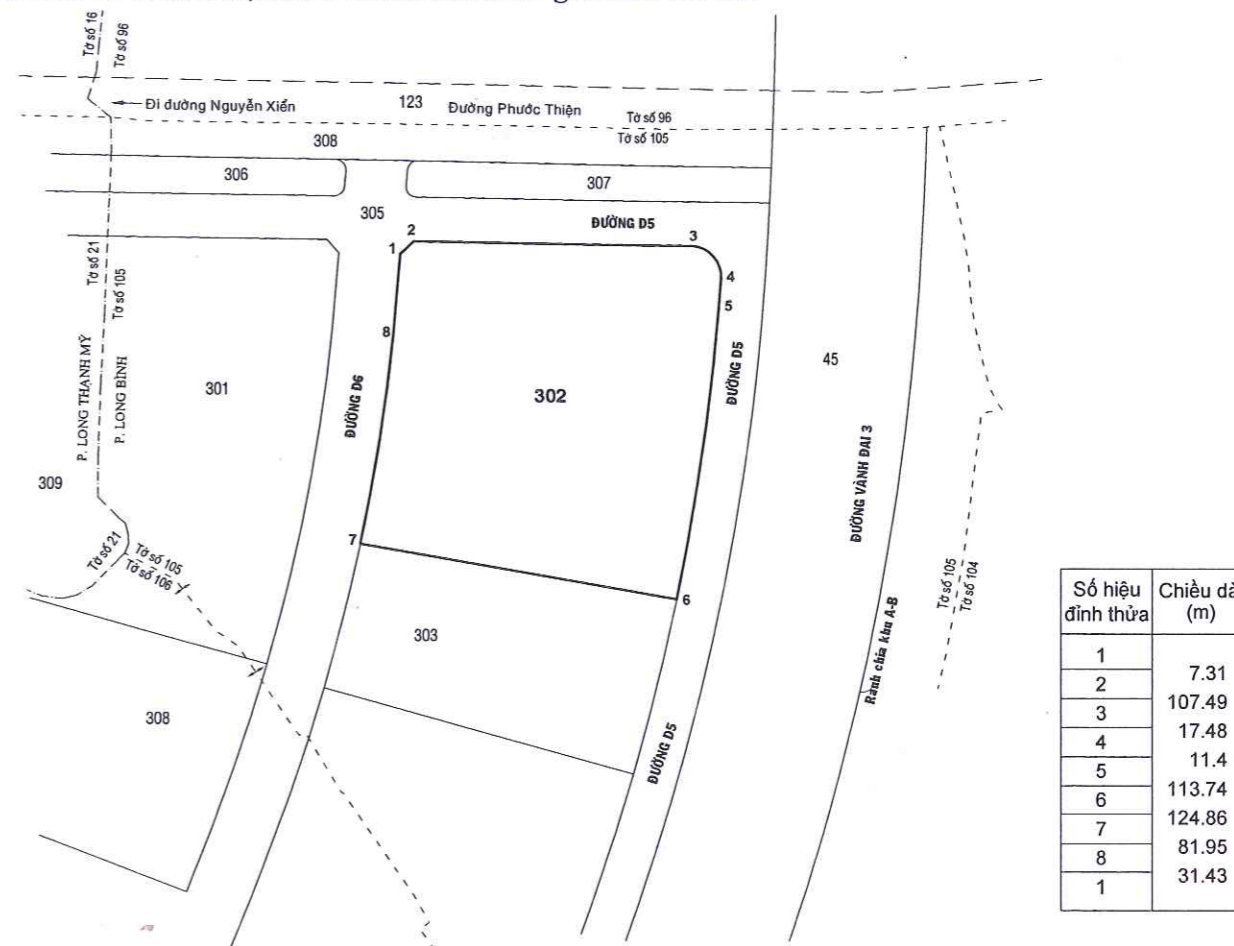 Tờ số 16
Tờ số 96
Đi đường Nguyễn Xiển
123
Đường Phước Thiện
Tờ số 96
Tờ số 105
308
306
307
305
ĐƯỜNG D5
2
3
1
4
5
8
Tờ số 21
Tờ số 105
P. LONG THẠNH MỸ
P. LONG BÌNH
301
ĐƯỜNG D6
302
ĐƯỜNG D5
45
ĐƯỜNG VÀNH ĐAI 3
309
7
6
Tờ số 21
Tờ số 105
Tờ số 106
Tờ số 105
Tờ số 104
303
Ranh chia khu A-B
308
ĐƯỜNG D5
Số hiệu
đỉnh thửa
Chiều dà
(m)
1
7.31
2
107.49
3
17.48
4
11.4
5
113.74
6
124.86
7
81.95
8
31.43
1